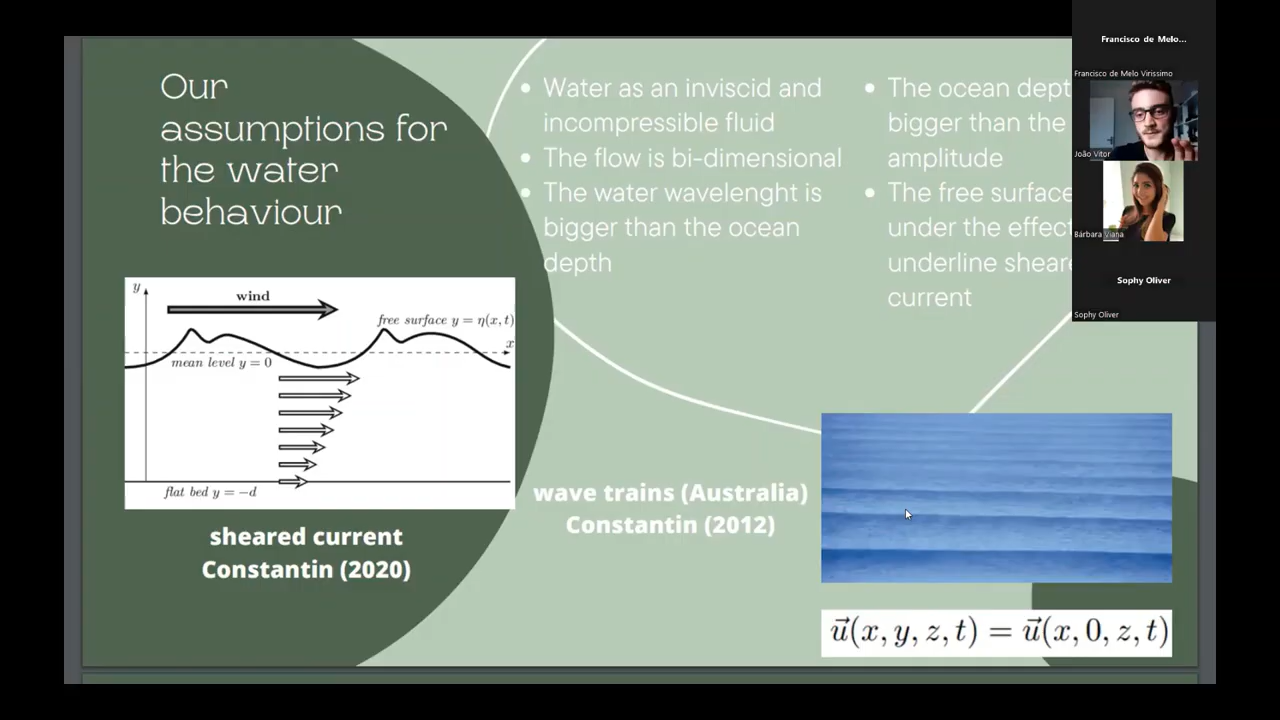 Our
assumptions for
the water
behaviour
Water as an inviscid and
incompressible fluid
The flow is bi-dimensional
The water wavelenght is
bigger than the ocean
depth
The ocean dept
bigger than the
amplitude
The free surface
under the effect
underline sheare
current
y
wind
free surface y = η(x, t)
x
mean level y = 0
flat bed y = −d
sheared current
Constantin (2020)
wave trains (Australia)
Constantin (2012)
u⃗(x, y, z, t) = u⃗(x, 0, z, t)
Francisco de Melo...
Francisco de Melo Virissimo
João Vitor
Bárbara Viana
Sophy Oliver
Sophy Oliver